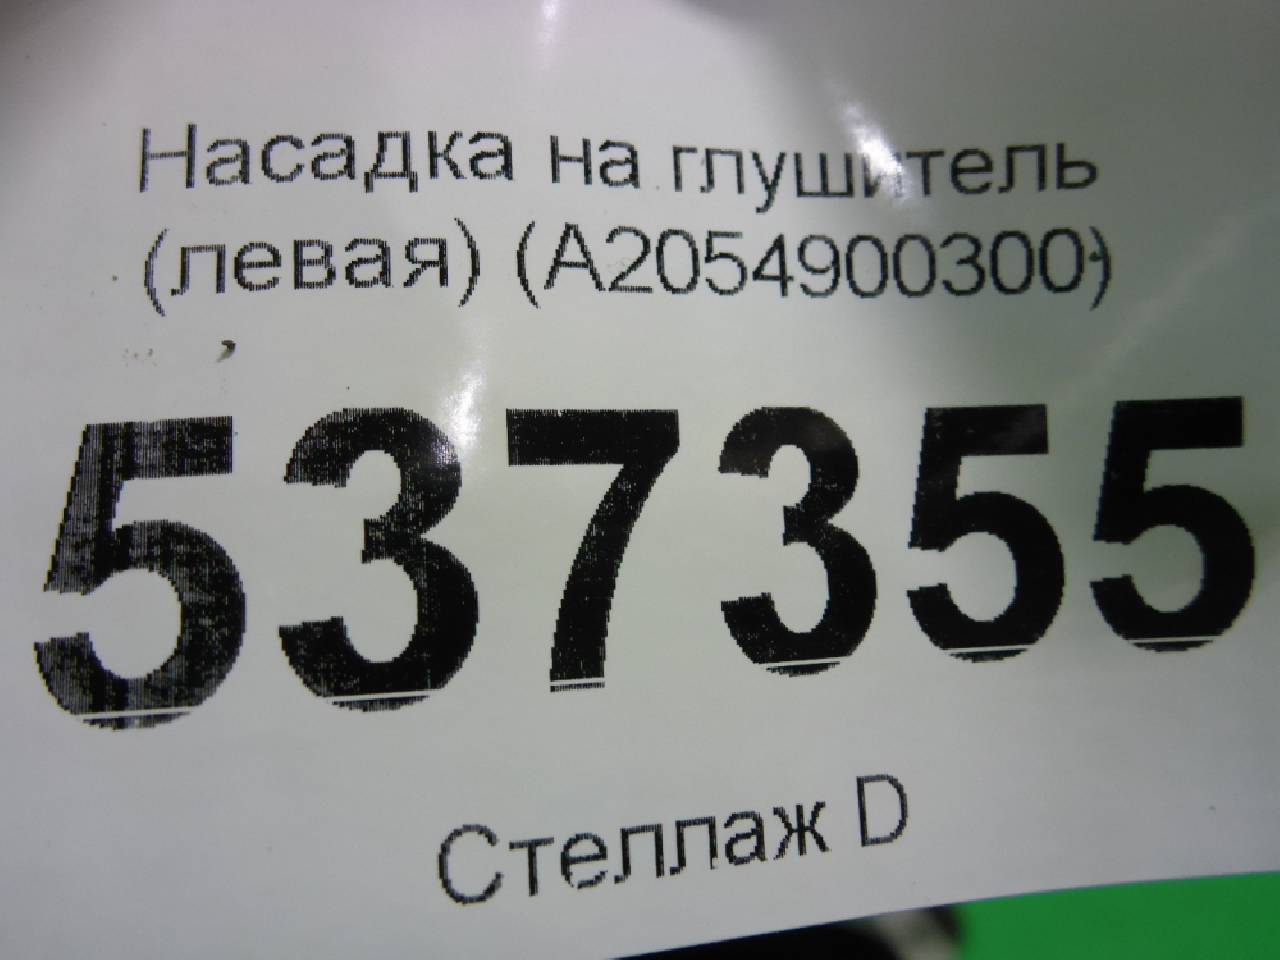 Насадка на глушитель
(левая) (A2054900300)
537355
Стеллаж D